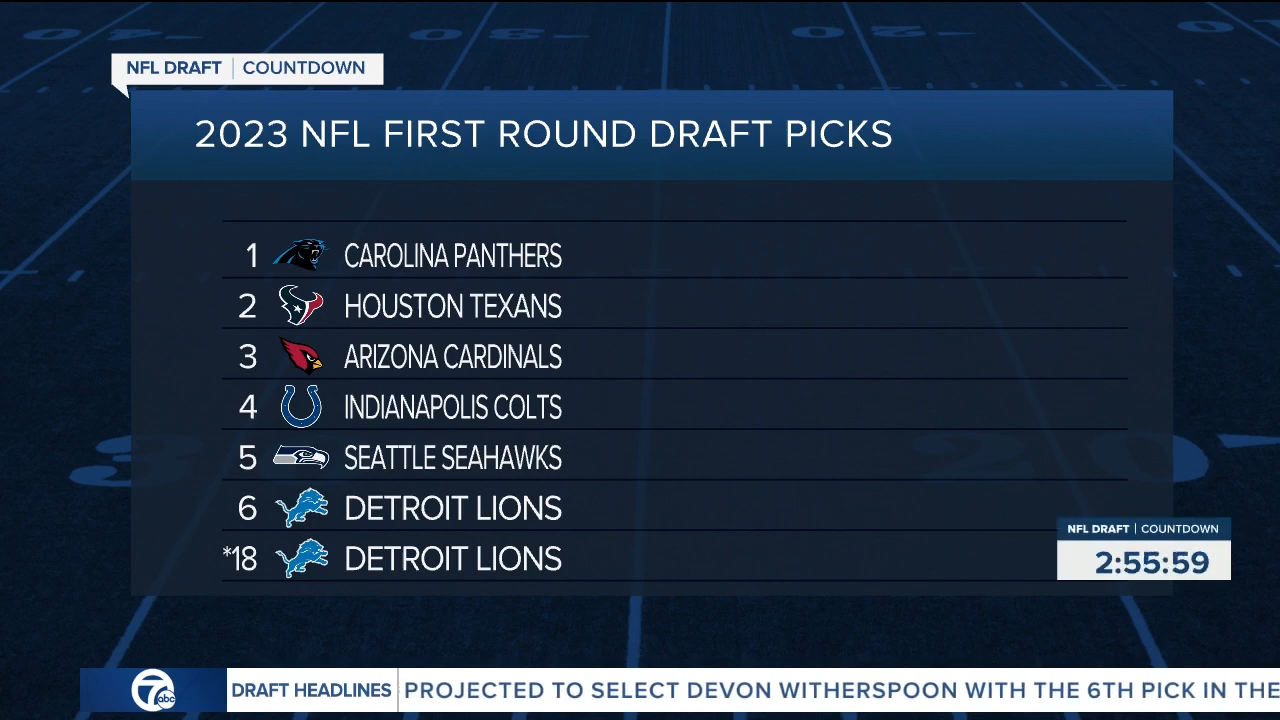 NFL DRAFT | COUNTDOWN
2023 NFL FIRST ROUND DRAFT PICKS
1 CAROLINA PANTHERS
2 HOUSTON TEXANS
3 ARIZONA CARDINALS
4 INDIANAPOLIS COLTS
5 SEATTLE SEAHAWKS
6 DETROIT LIONS
*18 DETROIT LIONS
NFL DRAFT | COUNTDOWN
2:55:59
7 abc DRAFT HEADLINES PROJECTED TO SELECT DEVON WITHERSPOON WITH THE 6TH PICK IN THE